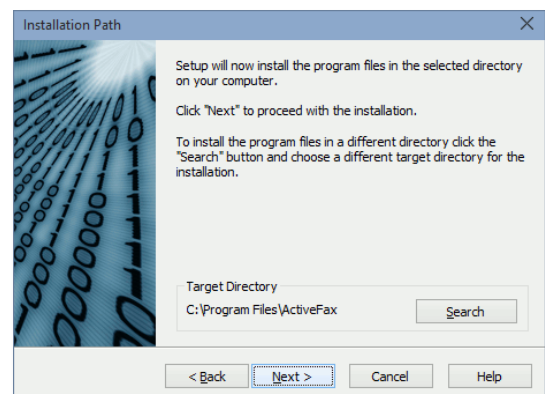 Installation Path
Setup will now install the program files in the selected directory
on your computer.
Click "Next" to proceed with the installation.
To install the program files in a different directory click the
"Search" button and choose a different target directory for the
installation.
Target Directory
C:\Program Files\ActiveFax
Search
< Back
Next >
Cancel
Help